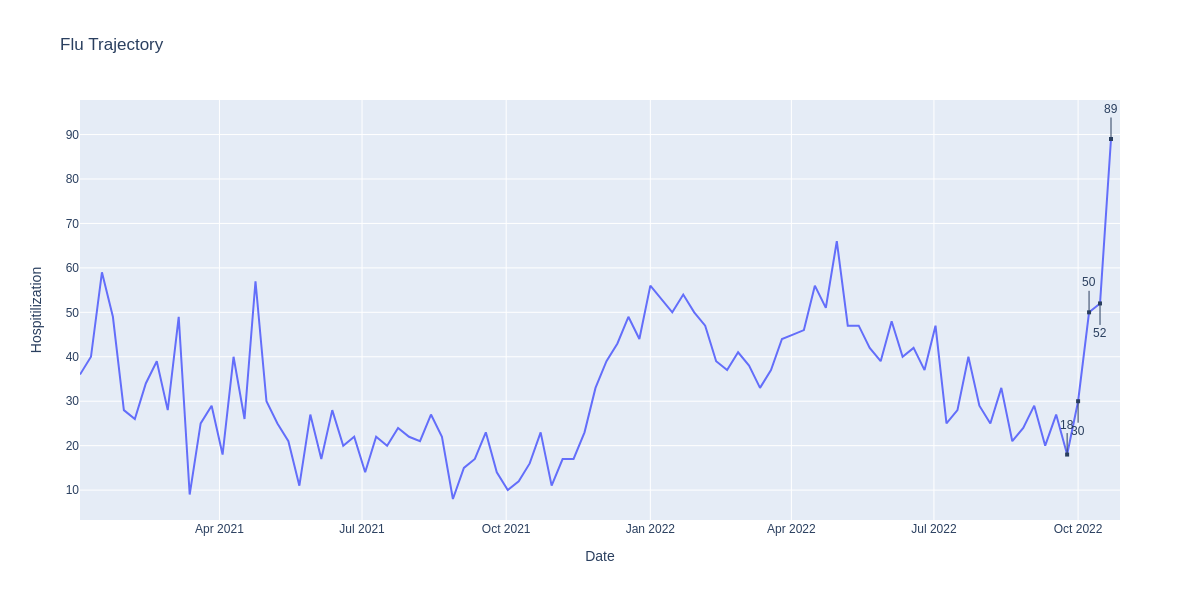 Flu Trajectory
89
90
80
70
60
50
40
30
20
10
50
52
18
30
Hospitilization
Apr 2021
Jul 2021
Oct 2021
Jan 2022
Apr 2022
Jul 2022
Oct 2022
Date